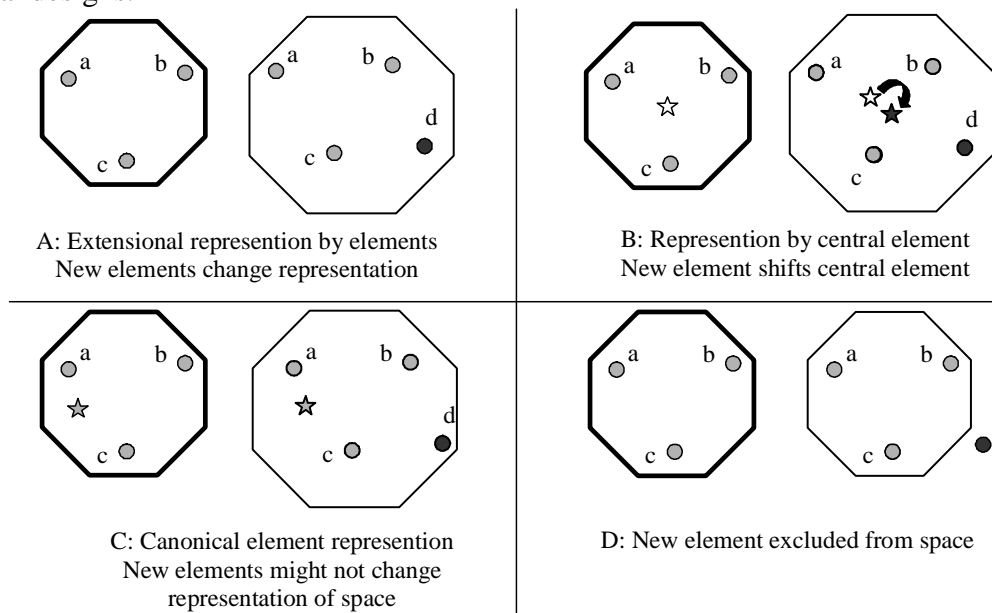 a
b
c
a
b
c
d
A: Extensional represention by elements
New elements change representation
a
b
c
a
b
c
d
B: Represention by central element
New element shifts central element
a
b
c
a
b
c
d
C: Canonical element represention
New elements might not change
representation of space
a
b
c
a
b
c
D: New element excluded from space